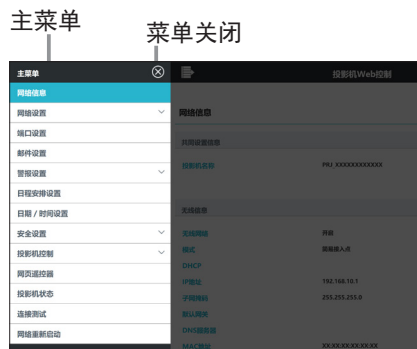 主菜单
菜单关闭
主菜单
投影机Web控制
网络信息
网络设置
端口设置
邮件设置
警报设置
日程安排设置
日期 / 时间设置
安全设置
投影机控制
网页遥控器
投影机状态
连接测试
网络重新启动
网络信息
共同设置信息
投影机名称 PRJ_XXXXXXXXXXXX
无线信息
无线网络 开启
模式 简易接入点
DHCP
IP地址 192.168.10.1
子网掩码 255.255.255.0
默认网关
DNS服务器
MAC地址 XX:XX:XX:XX:XX:XX